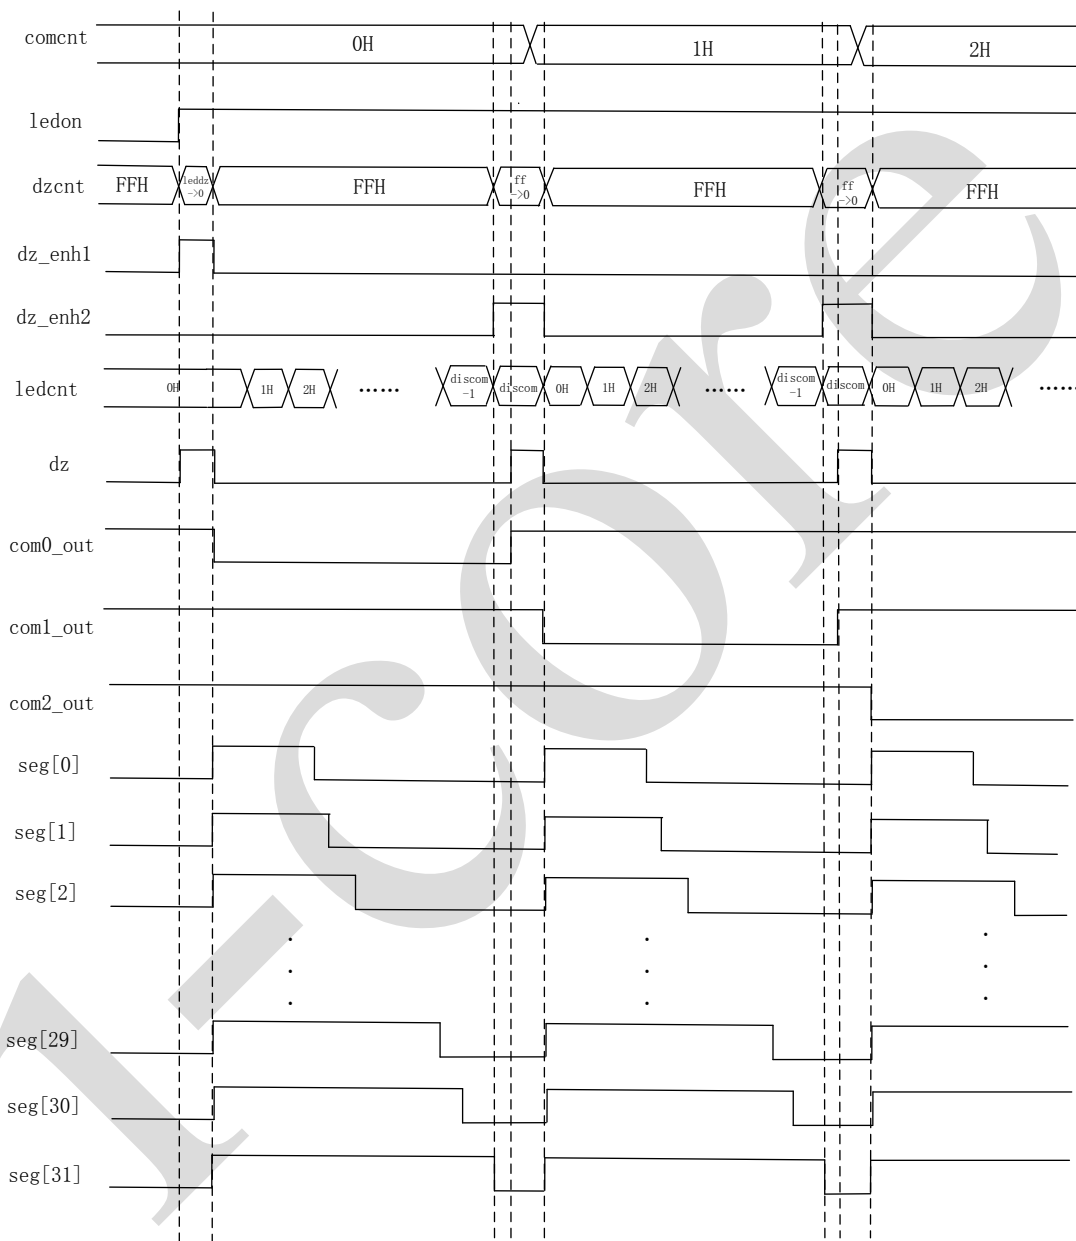 comcnt 0H 1H 2H
ledon
dzcnt FFH leddz FFH ff FFH ff FFH
->0 ->0 ->0
dz_enh1
dz_enh2
ledcnt 0H 1H 2H …… discom discom 0H 1H 2H …… discom discom 0H 1H 2H ……
-1 -1
dz
com0_out
com1_out
com2_out
seg[0]
seg[1]
seg[2]
seg[29]
seg[30]
seg[31]
1-core